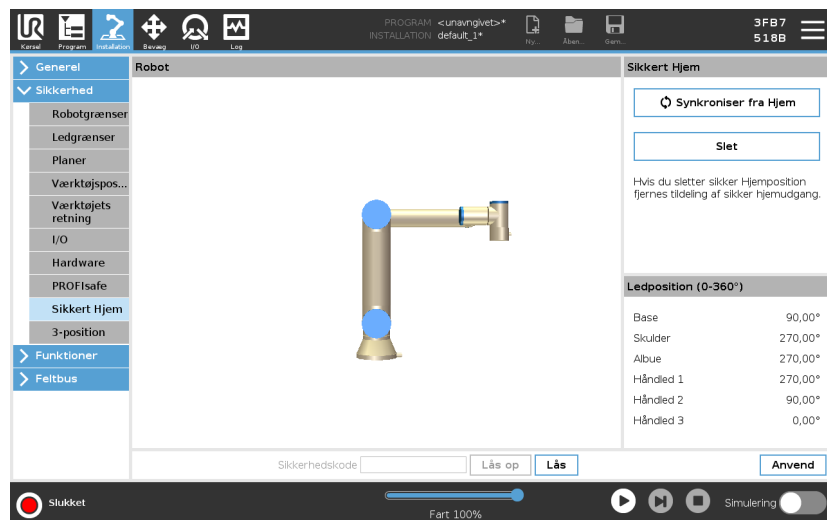 PROGRAM <unavngivet>*
INSTALLATION default_1*
3FB7
518B
Kørsel Program Installation Bevæg I/O Log
Ny... Åben... Gem...
Generel
Sikkerhed
Robotgrænser
Ledgrænser
Planer
Værktøjspos...
Værktøjets
retning
I/O
Hardware
PROFIsafe
Sikkert Hjem
3-position
Funktioner
Feltbus
Robot
Sikkert Hjem
Synkroniser fra Hjem
Slet
Hvis du sletter sikker Hjemposition
fjernes tildeling af sikker hjemudgang.
Ledposition (0-360°)
Base 90,00°
Skulder 270,00°
Albue 270,00°
Håndled 1 270,00°
Håndled 2 90,00°
Håndled 3 0,00°
Sikkerhedskode Lås op Lås
Anvend
Slukket
Fart 100%
Simulering